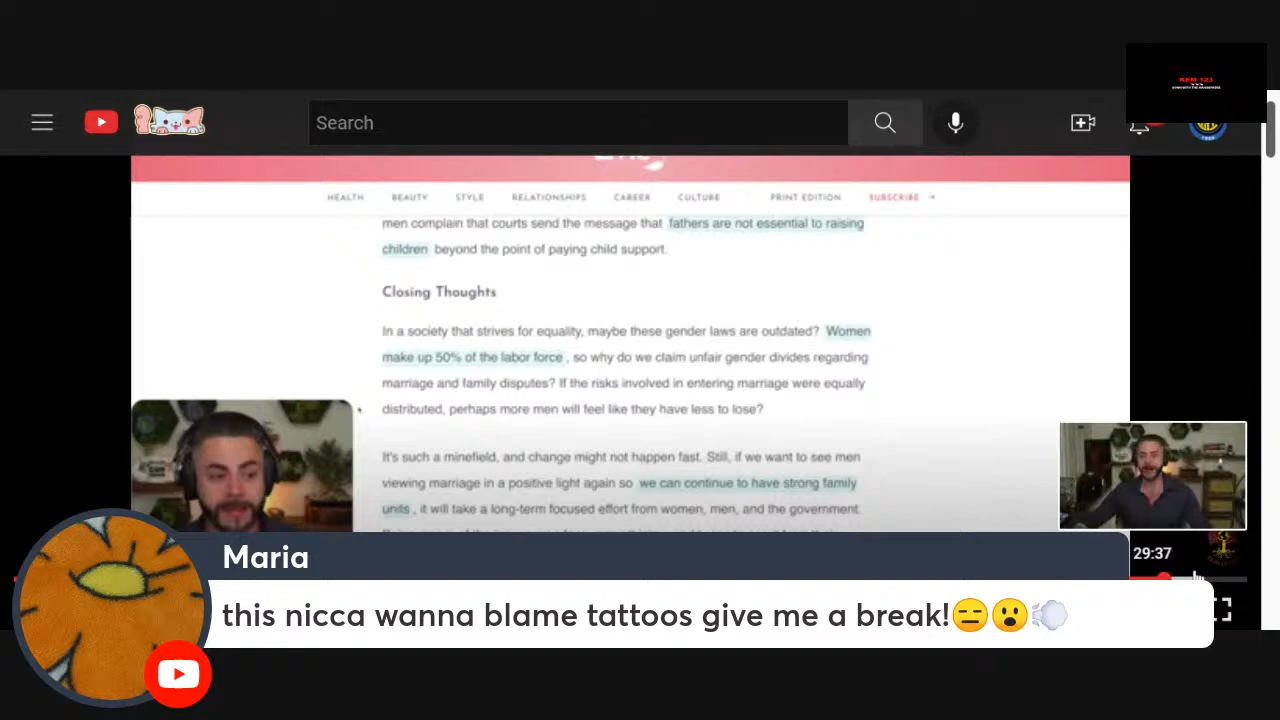 KEM 123
DOWN WITH THE MANOSPHERE
Search
HEALTH BEAUTY STYLE RELATIONSHIPS CAREER CULTURE PRINT EDITION SUBSCRIBE
men complain that courts send the message that fathers are not essential to raising
children beyond the point of paying child support.
Closing Thoughts
In a society that strives for equality, maybe these gender laws are outdated? Women
make up 50% of the labor force , so why do we claim unfair gender divides regarding
marriage and family disputes? If the risks involved in entering marriage were equally
distributed, perhaps more men will feel like they have less to lose?
It's such a minefield, and change might not happen fast. Still, if we want to see men
viewing marriage in a positive light again so we can continue to have strong family
units , it will take a long-term focused effort from women, men, and the government.
29:37
Maria
this nicca wanna blame tattoos give me a break!😑😮💨